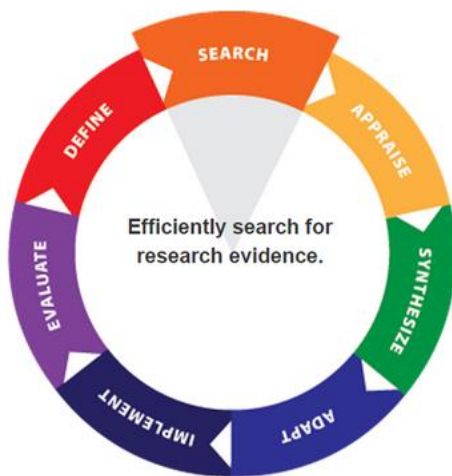 SEARCH
APPRAISE
SYNTHESIZE
ADAPT
IMPLEMENT
EVALUATE
DEFINE
Efficiently search for
research evidence.